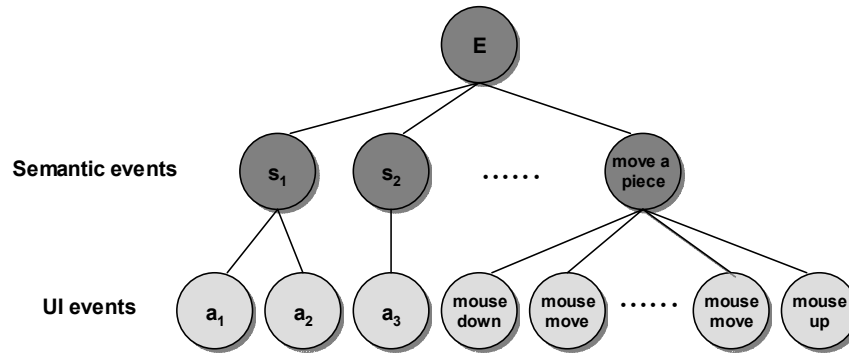 E
Semantic events
s1
s2
......
move a
piece
UI events
a1
a2
a3
mouse
down
mouse
move
......
mouse
move
mouse
up